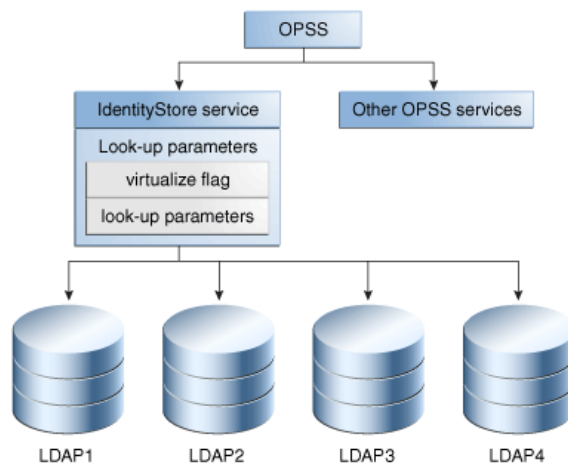 OPSS
IdentityStore service
Other OPSS services
Look-up parameters
virtualize flag
look-up parameters
LDAP1
LDAP2
LDAP3
LDAP4